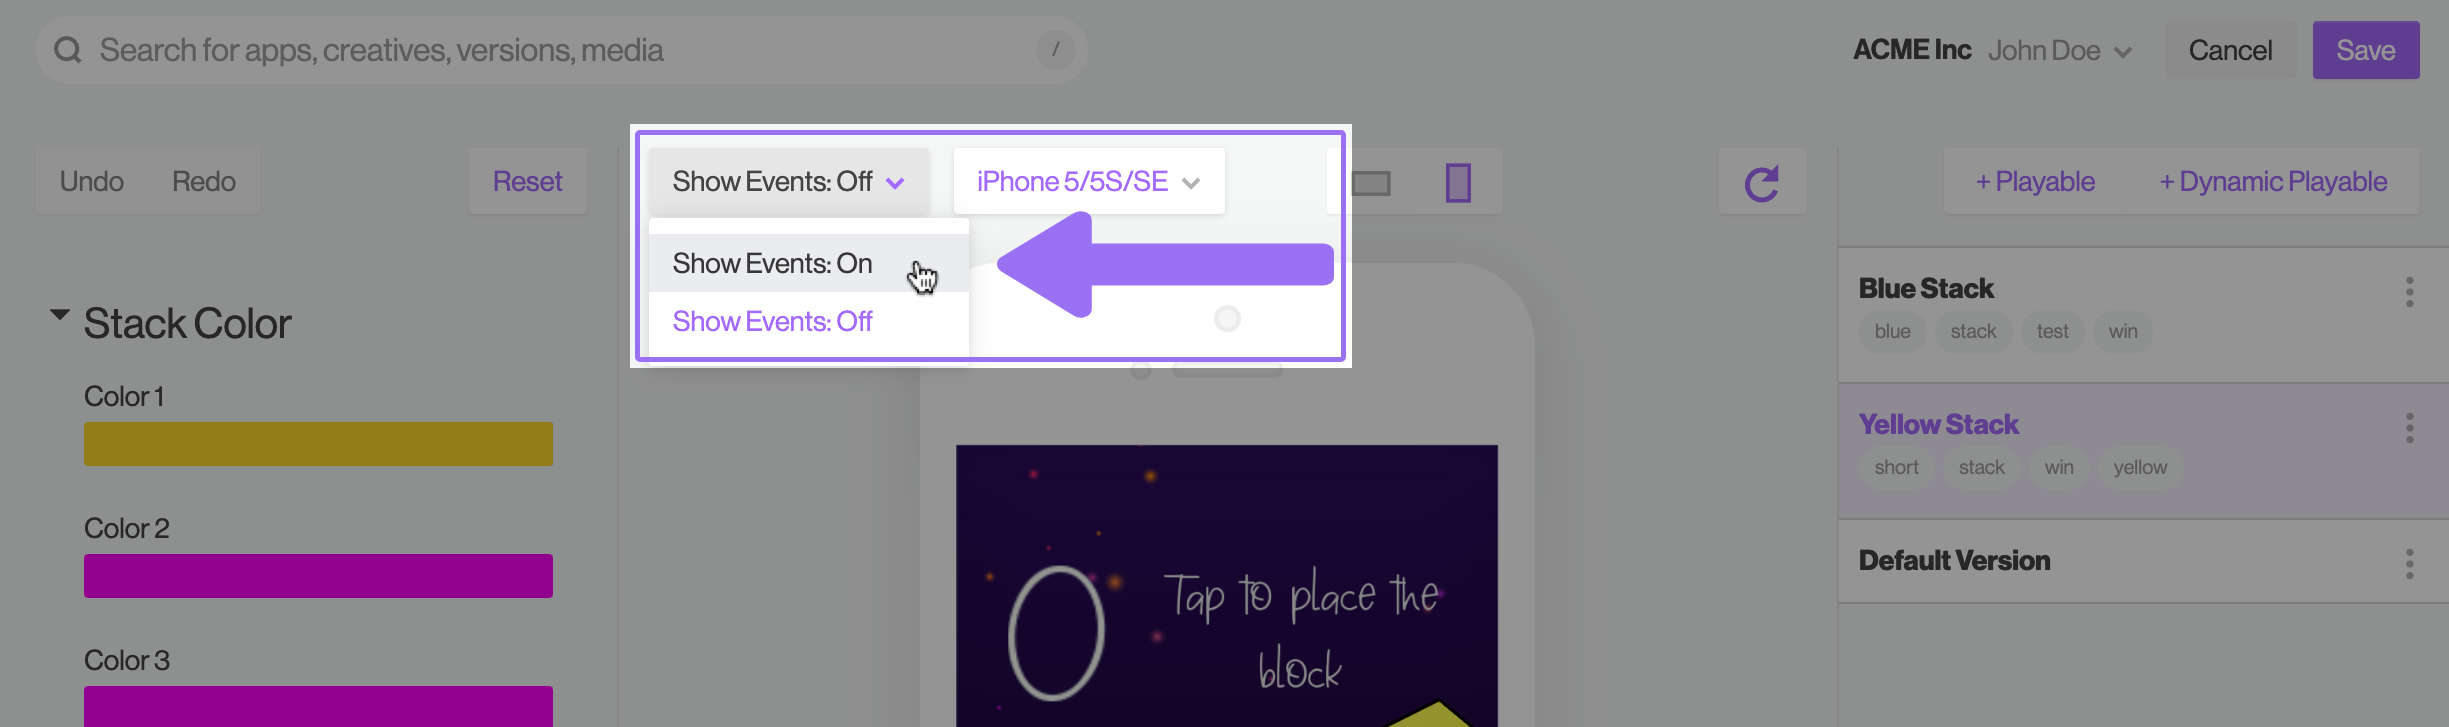 Search for apps, creatives, versions, media
/
ACME Inc John Doe
Cancel
Save
Undo
Redo
Reset
Show Events: Off
iPhone 5/5S/SE
+ Playable
+ Dynamic Playable
Show Events: On
Show Events: Off
Stack Color
Color 1
Color 2
Color 3
0
Tap to place the
block
Blue Stack
blue stack test win
Yellow Stack
short stack win yellow
Default Version